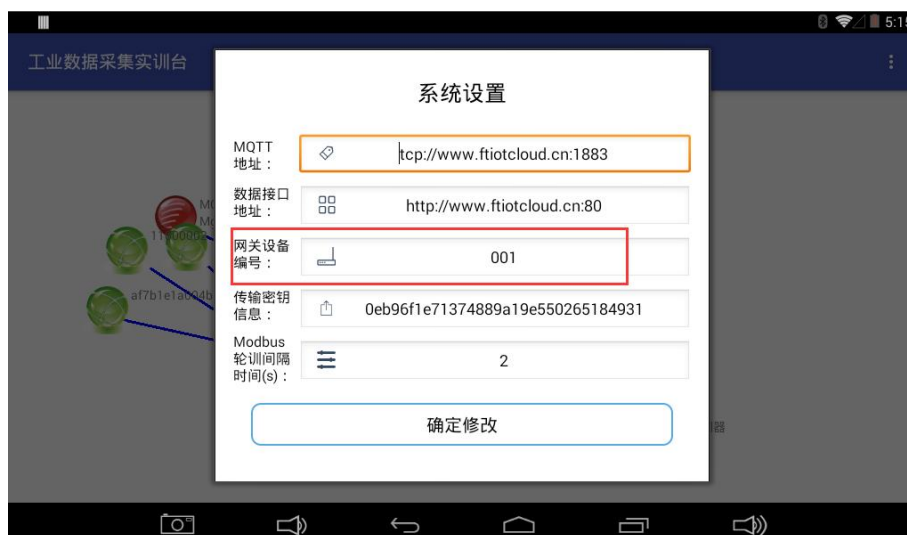 5:15
工业数据采集实训台
系统设置
MQTT
地址：
tcp://www.ftiotcloud.cn:1883
数据接口
地址：
http://www.ftiotcloud.cn:80
网关设备
编号：
001
传输密钥
信息：
0eb96f1e71374889a19e550265184931
Modbus
轮训间隔
时间(s)：
2
确定修改